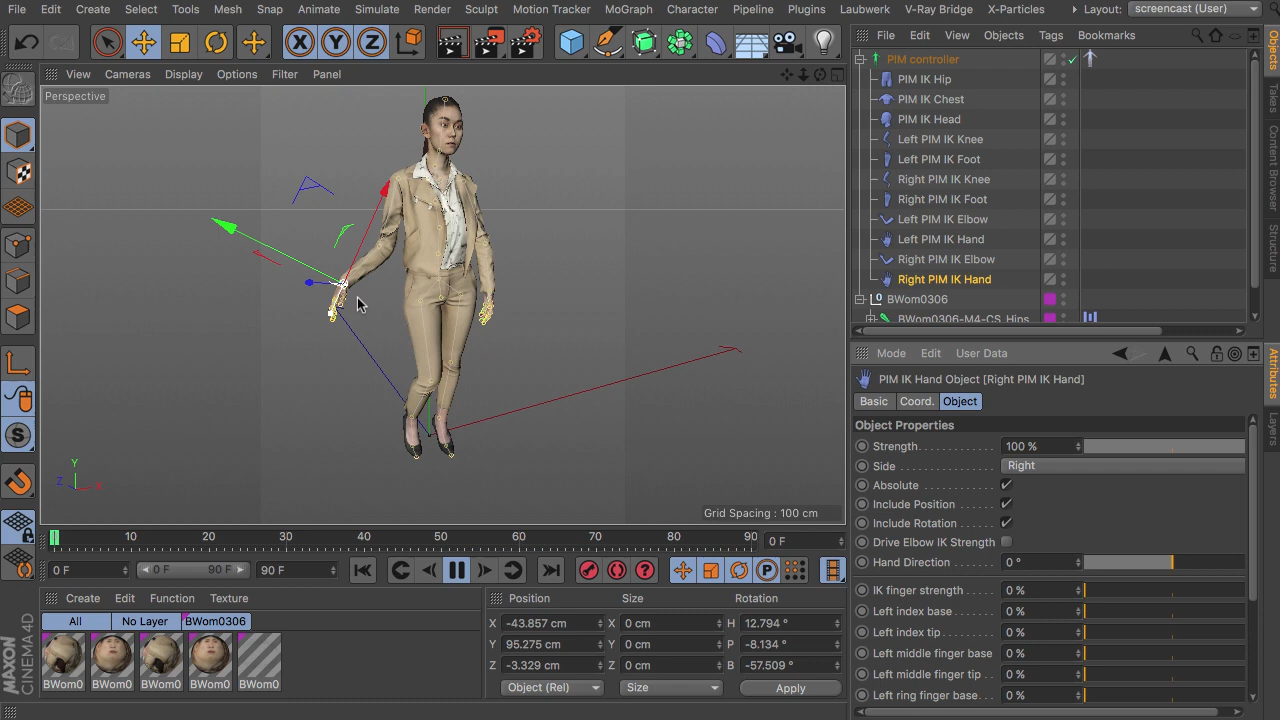 File Edit Create Select Tools Mesh Snap Animate Simulate Render Sculpt Motion Tracker MoGraph Character Pipeline Plugins Laubwerk V-Ray Bridge X-Particles Layout: screencast (User)
X Y Z
View Cameras Display Options Filter Panel
Perspective
Y
Z X
Grid Spacing : 100 cm
S
File Edit View Objects Tags Bookmarks
PIM controller
PIM IK Hip
PIM IK Chest
PIM IK Head
Left PIM IK Knee
Left PIM IK Foot
Right PIM IK Knee
Right PIM IK Foot
Left PIM IK Elbow
Left PIM IK Hand
Right PIM IK Elbow
Right PIM IK Hand
BWom0306
BWom0306-M4-CS_Hips
Objects
Takes
Content Browser
Structure
Mode Edit User Data
PIM IK Hand Object [Right PIM IK Hand]
Basic Coord. Object
Object Properties
Strength 100 %
Side Right
Absolute
Include Position
Include Rotation
Drive Elbow IK Strength
Hand Direction 0 °
IK finger strength 0 %
Left index base 0 %
Left index tip 0 %
Left middle finger base 0 %
Left middle finger tip 0 %
Left ring finger base 0 %
Attributes
Layers
10 20 30 40 50 60 70 80 90 0 F
0 F 0 F 90 F 90 F
P
Create Edit Function Texture
All No Layer BWom0306
BWom0 BWom0 BWom0 BWom0 BWom0
MAXON CINEMA 4D
Position Size Rotation
X -43.857 cm X 0 cm H 12.794 °
Y 95.275 cm Y 0 cm P -8.134 °
Z -3.329 cm Z 0 cm B -57.509 °
Object (Rel) Size Apply